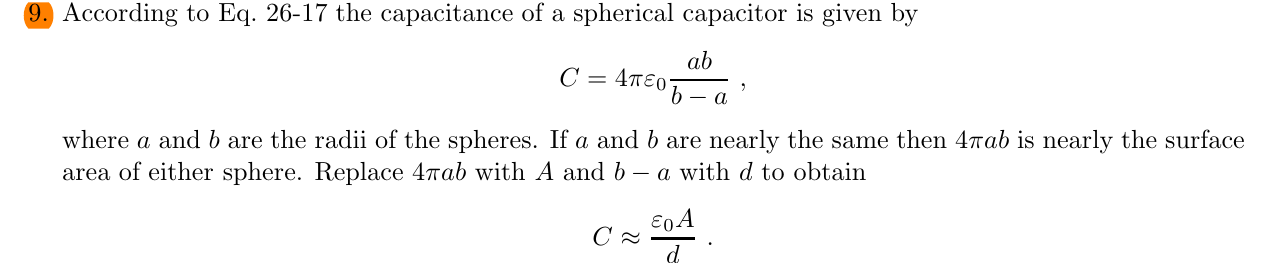 9. According to Eq. 26-17 the capacitance of a spherical capacitor is given by
C = 4πε₀ ab / (b − a) ,
where a and b are the radii of the spheres. If a and b are nearly the same then 4πab is nearly the surface
area of either sphere. Replace 4πab with A and b − a with d to obtain
C ≈ ε₀A / d .